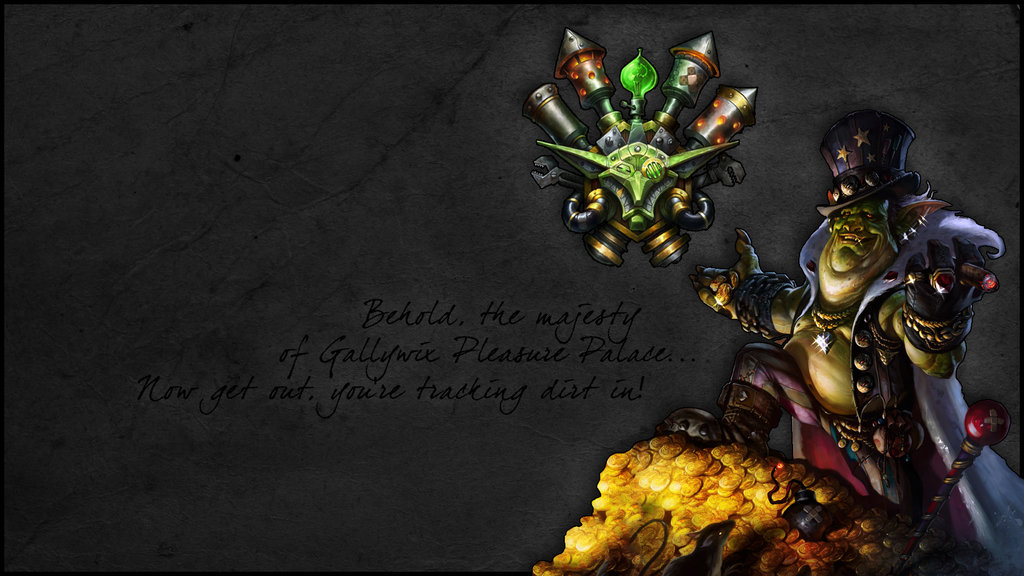 Behold, the majesty
of Gallywix Pleasure Palace...
Now get out, you're tracking dirt in!